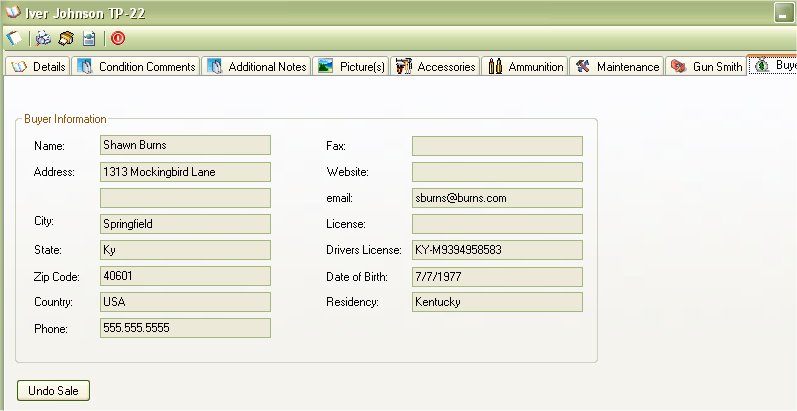 Iver Johnson TP-22
Details Condition Comments Additional Notes Picture(s) Accessories Ammunition Maintenance Gun Smith Buye
Buyer Information
Name: Shawn Burns
Address: 1313 Mockingbird Lane
City: Springfield
State: Ky
Zip Code: 40601
Country: USA
Phone: 555.555.5555
Fax:
Website:
email: sburns@burns.com
License:
Drivers License: KY-M9394958583
Date of Birth: 7/7/1977
Residency: Kentucky
Undo Sale